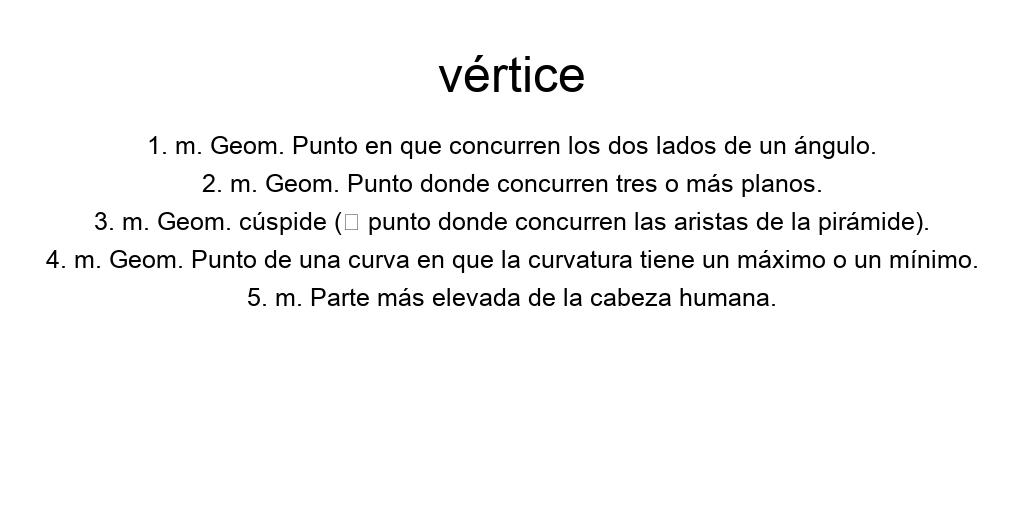 vértice
1. m. Geom. Punto en que concurren los dos lados de un ángulo.
2. m. Geom. Punto donde concurren tres o más planos.
3. m. Geom. cúspide (▯ punto donde concurren las aristas de la pirámide).
4. m. Geom. Punto de una curva en que la curvatura tiene un máximo o un mínimo.
5. m. Parte más elevada de la cabeza humana.